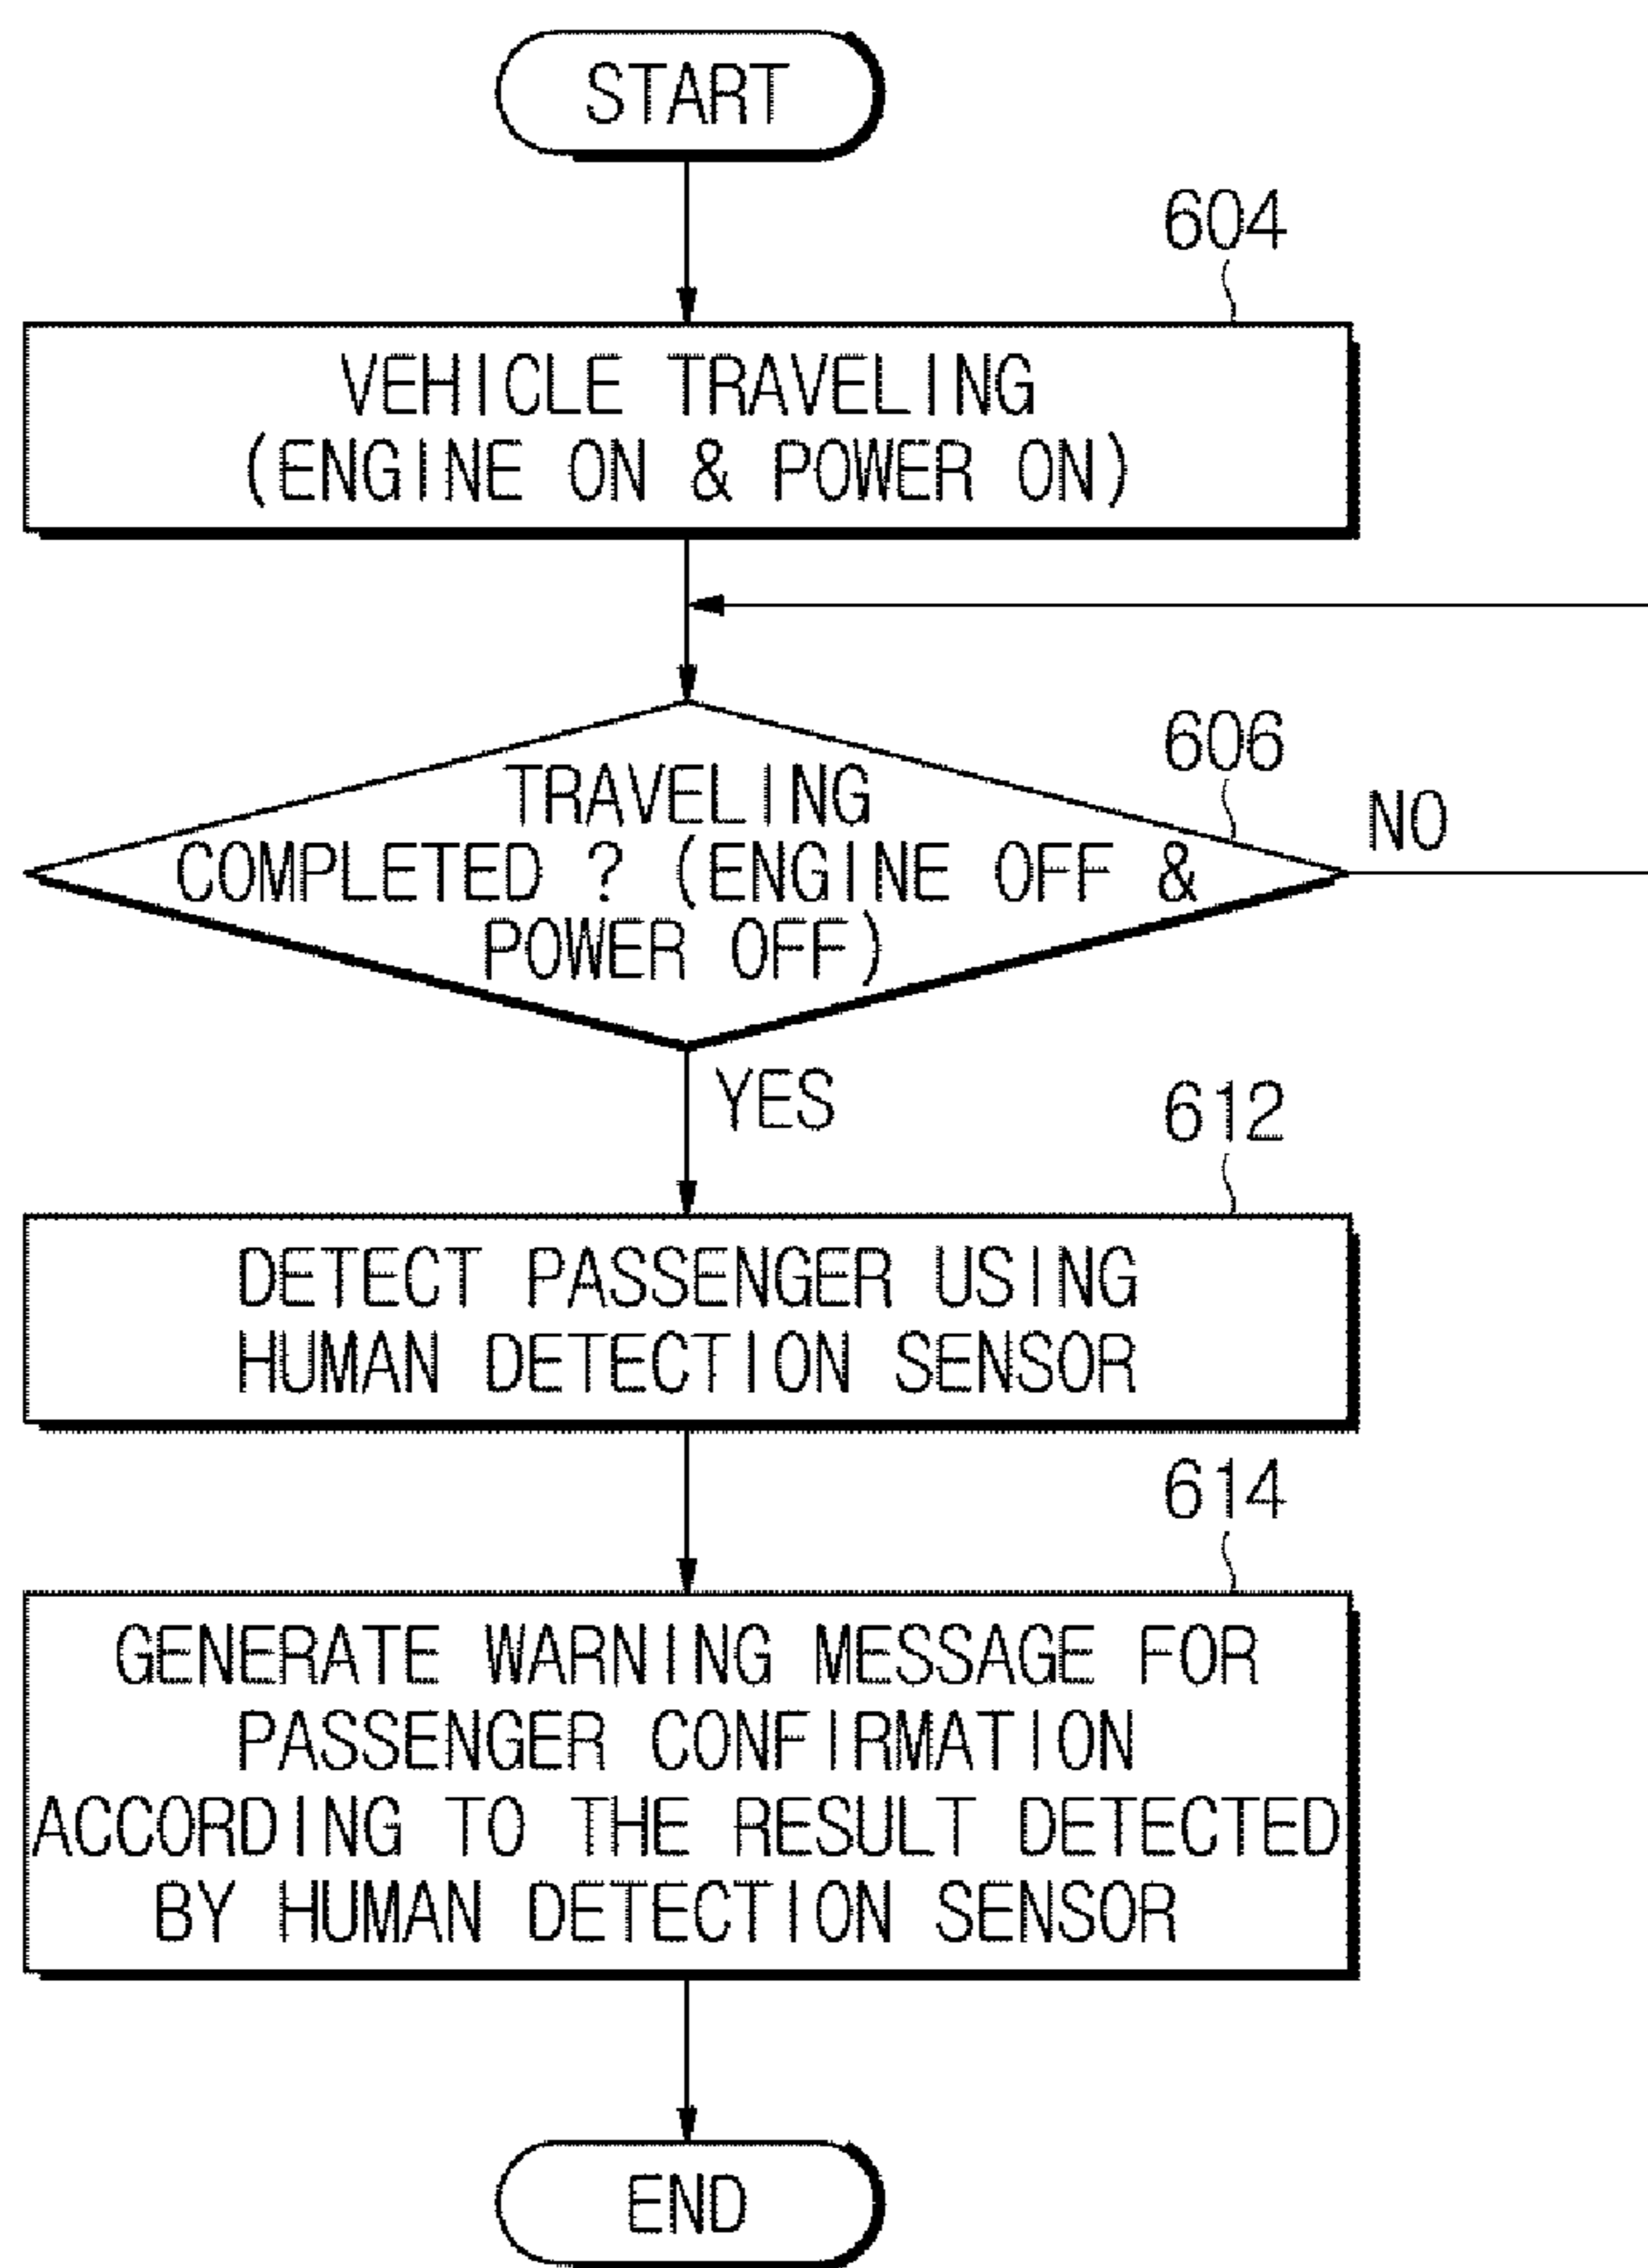 START
604
VEHICLE TRAVELING
(ENGINE ON & POWER ON)
606
TRAVELING
COMPLETED ? (ENGINE OFF &
POWER OFF)
NO
YES
612
DETECT PASSENGER USING
HUMAN DETECTION SENSOR
614
GENERATE WARNING MESSAGE FOR
PASSENGER CONFIRMATION
ACCORDING TO THE RESULT DETECTED
BY HUMAN DETECTION SENSOR
END